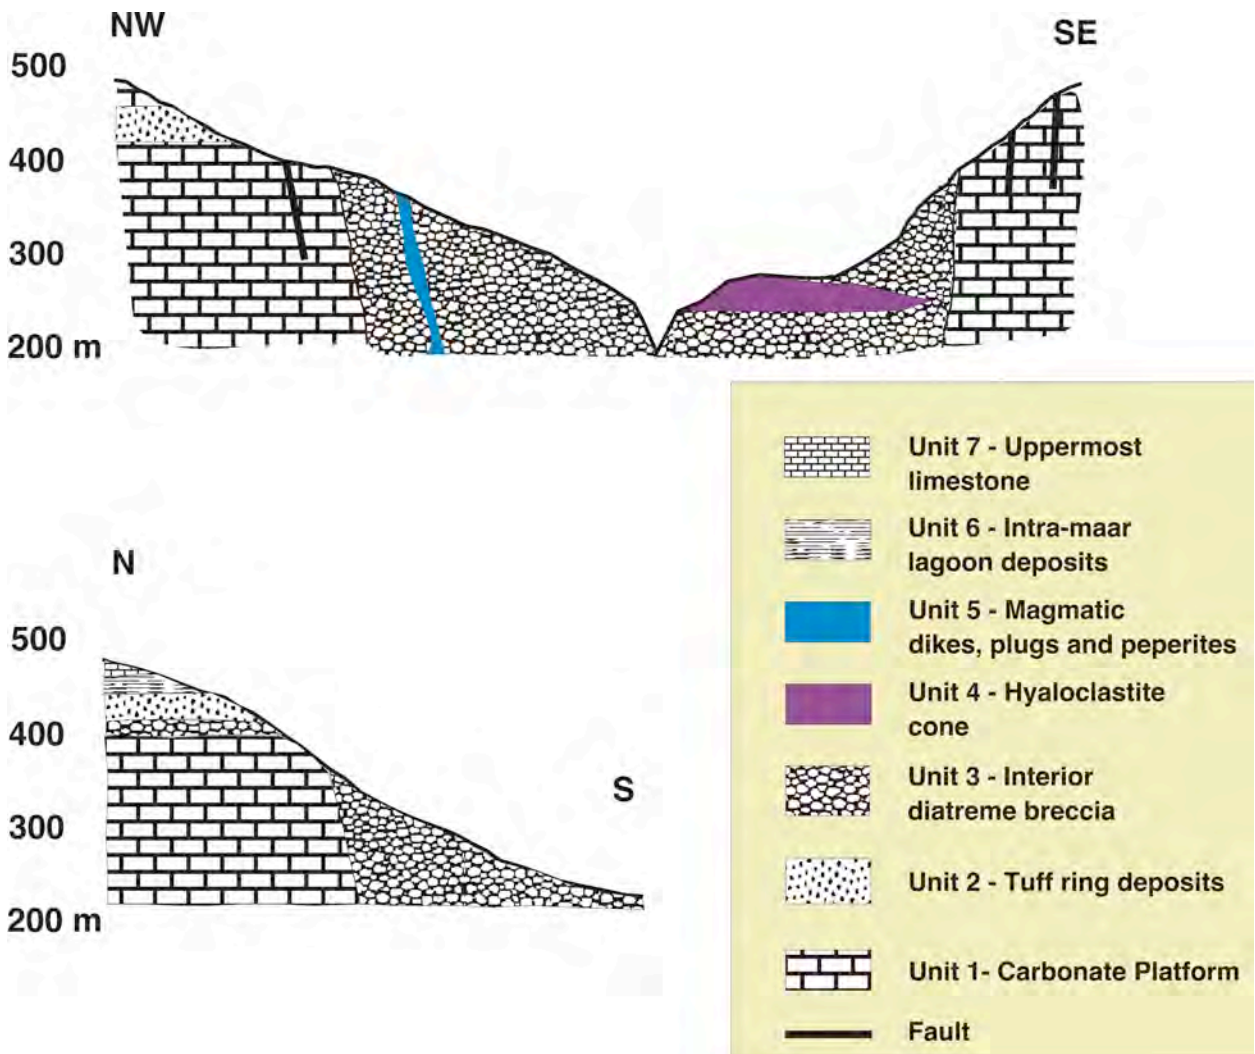 NW
SE
500
400
300
200 m
N
500
400
300
200 m
S
Unit 7 - Uppermost
limestone
Unit 6 - Intra-maar
lagoon deposits
Unit 5 - Magmatic
dikes, plugs and peperites
Unit 4 - Hyaloclastite
cone
Unit 3 - Interior
diatreme breccia
Unit 2 - Tuff ring deposits
Unit 1- Carbonate Platform
Fault